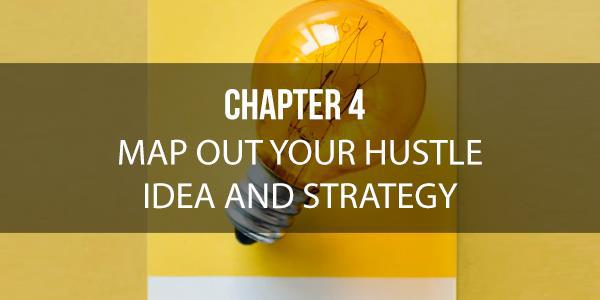 CHAPTER 4
MAP OUT YOUR HUSTLE
IDEA AND STRATEGY